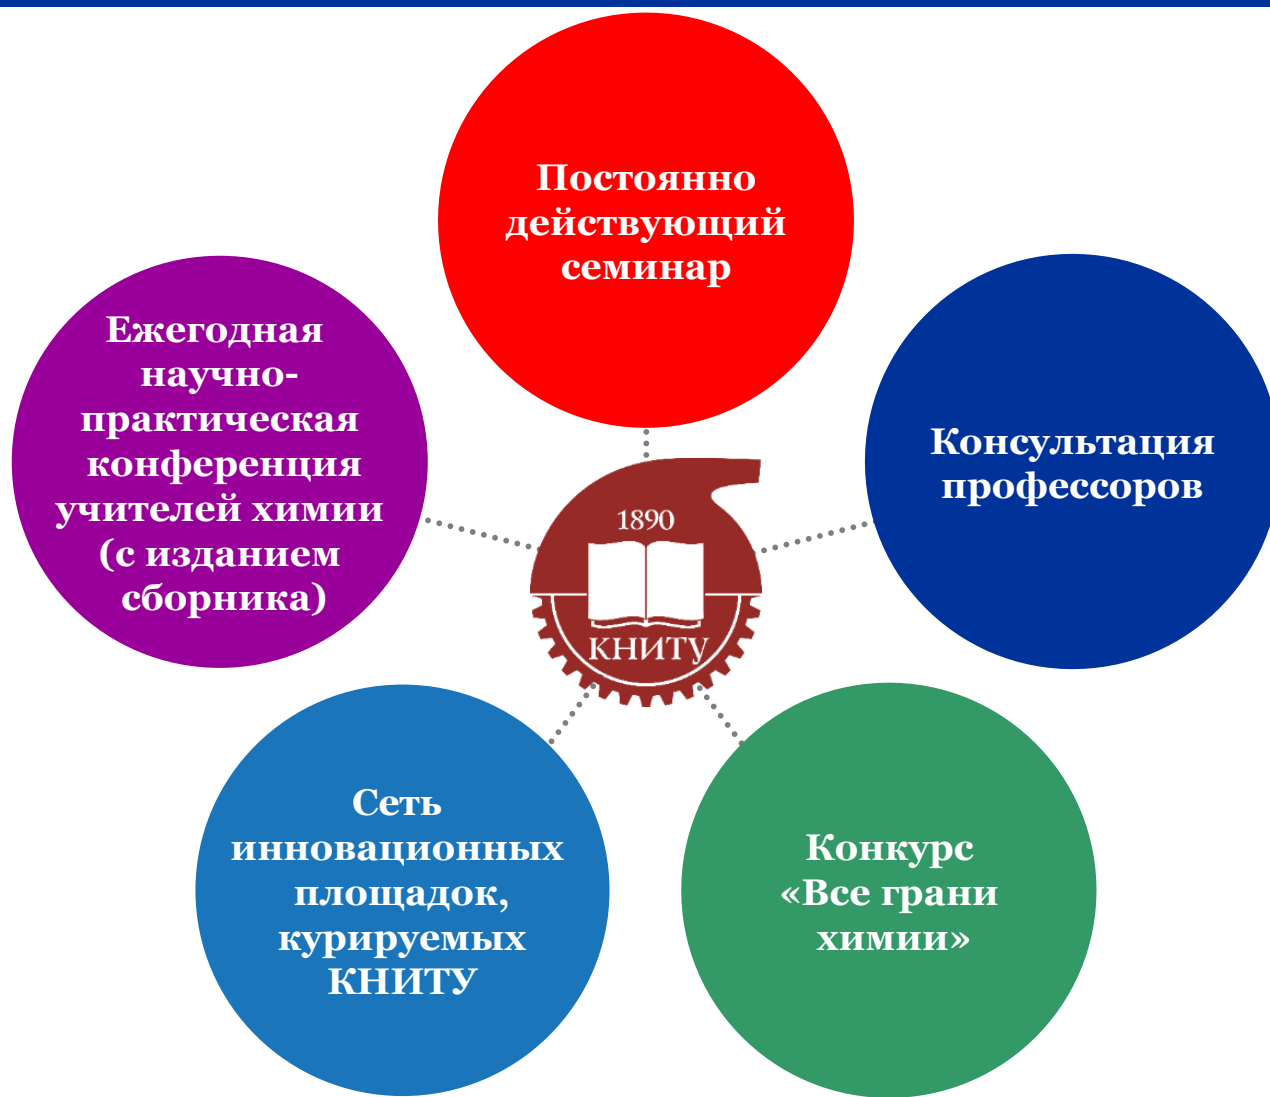 Постоянно
действующий
семинар
Ежегодная
научно-
практическая
конференция
учителей химии
(с изданием
сборника)
Консультация
профессоров
1890
КНИТУ
Сеть
инновационных
площадок,
курируемых
КНИТУ
Конкурс
«Все грани
химии»